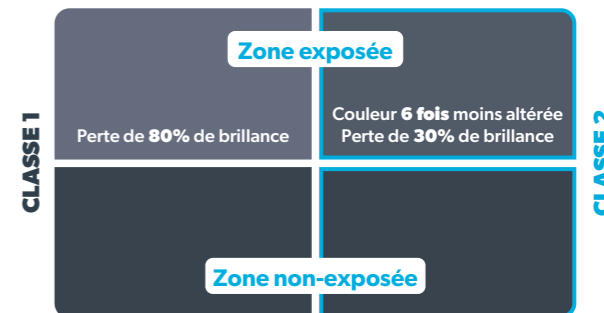 Zone exposée
CLASSE 1
Perte de 80% de brillance
Couleur 6 fois moins altérée
Perte de 30% de brillance
CLASSE 2
Zone non-exposée